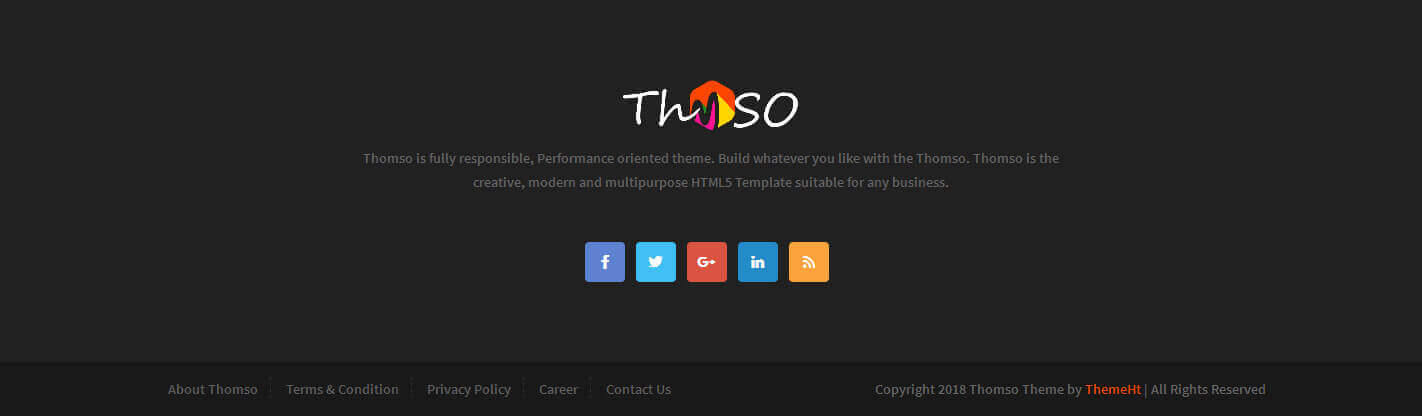 ThmSO
Thomso is fully responsible, Performance oriented theme. Build whatever you like with the Thomso. Thomso is the
creative, modern and multipurpose HTML5 Template suitable for any business.
f G+ in
About Thomso Terms & Condition Privacy Policy Career Contact Us Copyright 2018 Thomso Theme by ThemeHt | All Rights Reserved